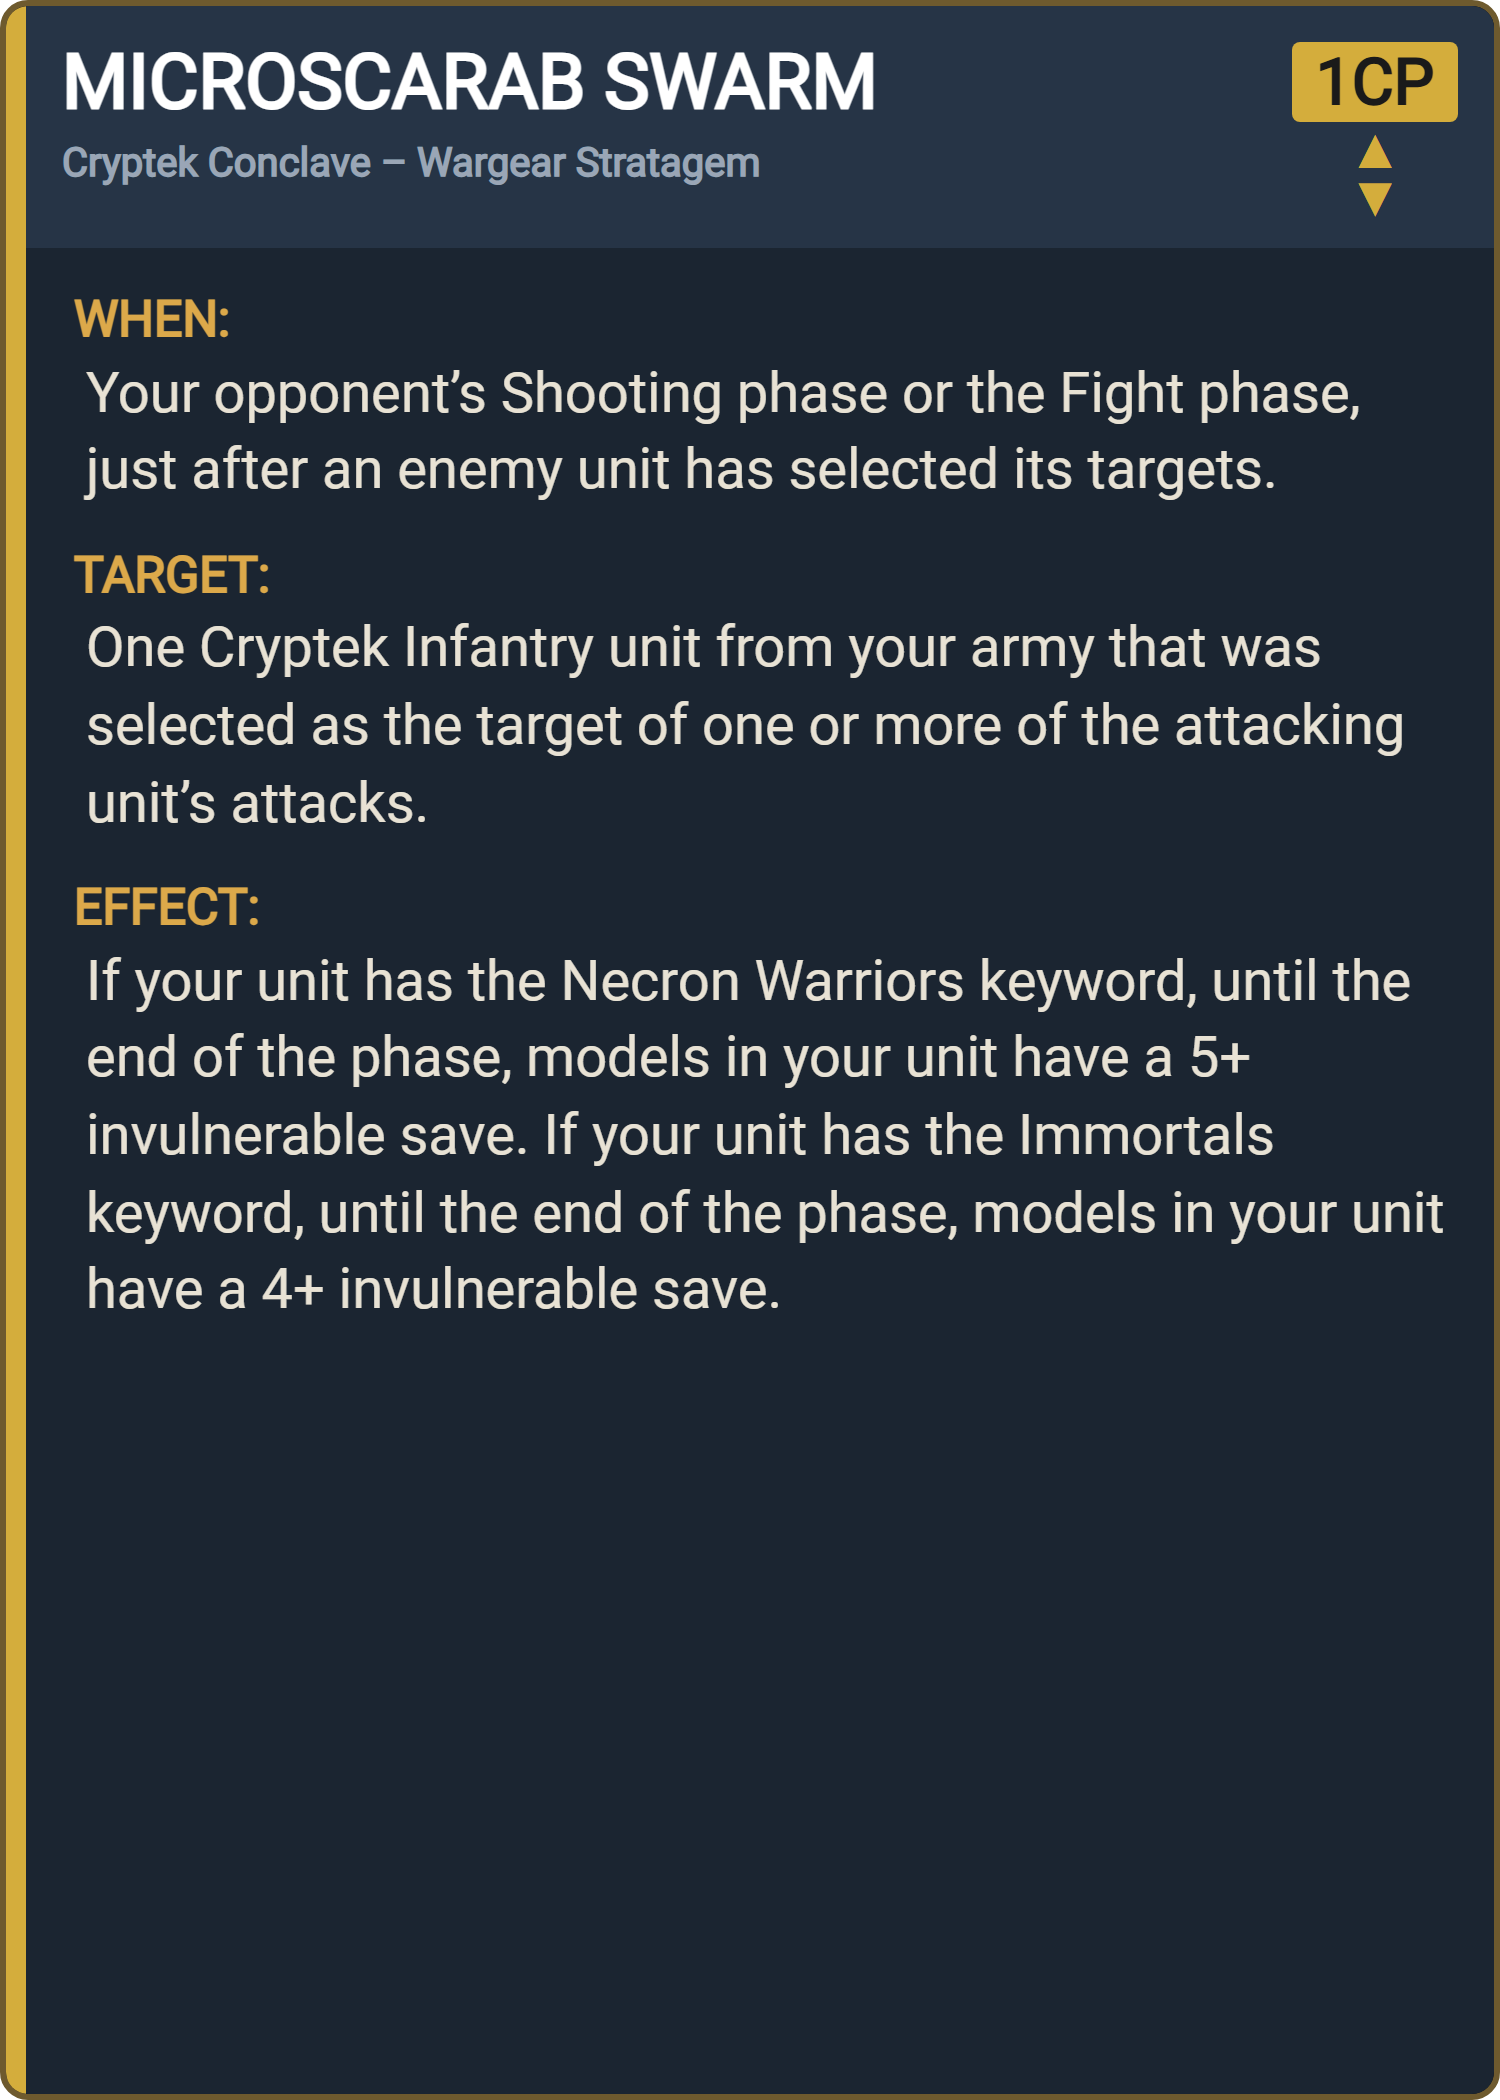 MICROSCARAB SWARM
1CP
Cryptek Conclave – Wargear Stratagem
WHEN:
Your opponent’s Shooting phase or the Fight phase,
just after an enemy unit has selected its targets.
TARGET:
One Cryptek Infantry unit from your army that was
selected as the target of one or more of the attacking
unit’s attacks.
EFFECT:
If your unit has the Necron Warriors keyword, until the
end of the phase, models in your unit have a 5+
invulnerable save. If your unit has the Immortals
keyword, until the end of the phase, models in your unit
have a 4+ invulnerable save.